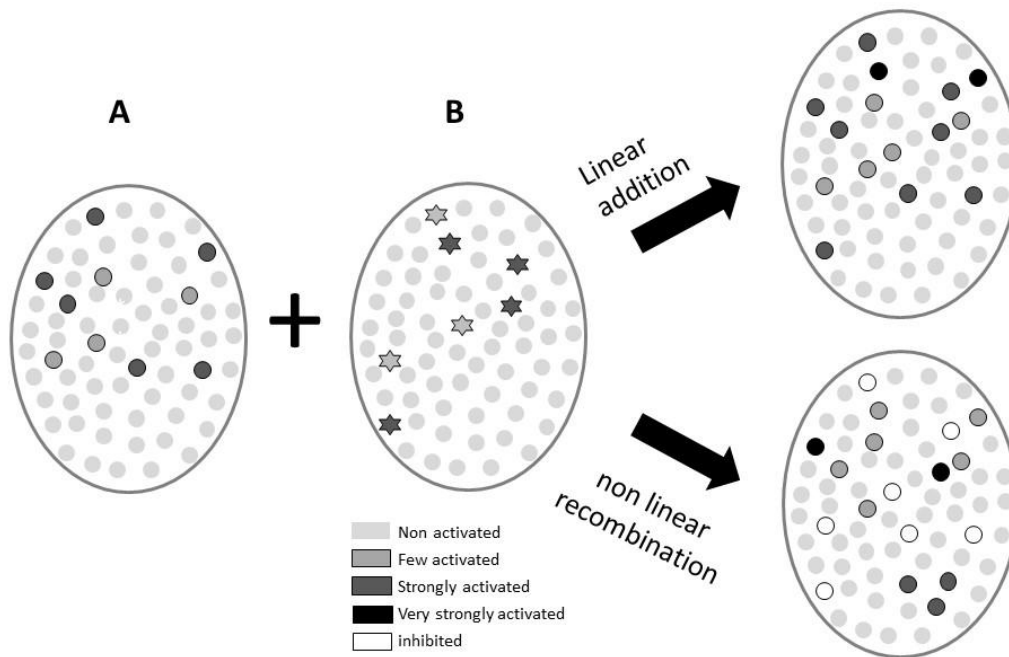 A
B
Linear
addition
non linear
recombination
Non activated
Few activated
Strongly activated
Very strongly activated
inhibited